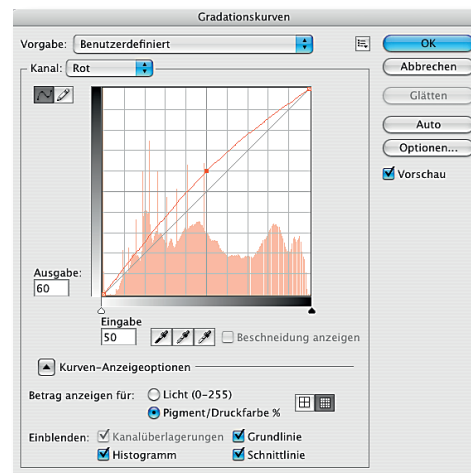 Gradationskurven
Vorgabe: Benutzerdefiniert
OK
Kanal: Rot
Abbrechen
Glätten
Auto
Optionen...
Vorschau
Ausgabe:
60
Eingabe
50
Beschneidung anzeigen
Kurven-Anzeigeoptionen
Betrag anzeigen für: Licht (0-255)
Pigment/Druckfarbe %
Einblenden: Kanalüberlagerungen Grundlinie
Histogramm Schnittlinie